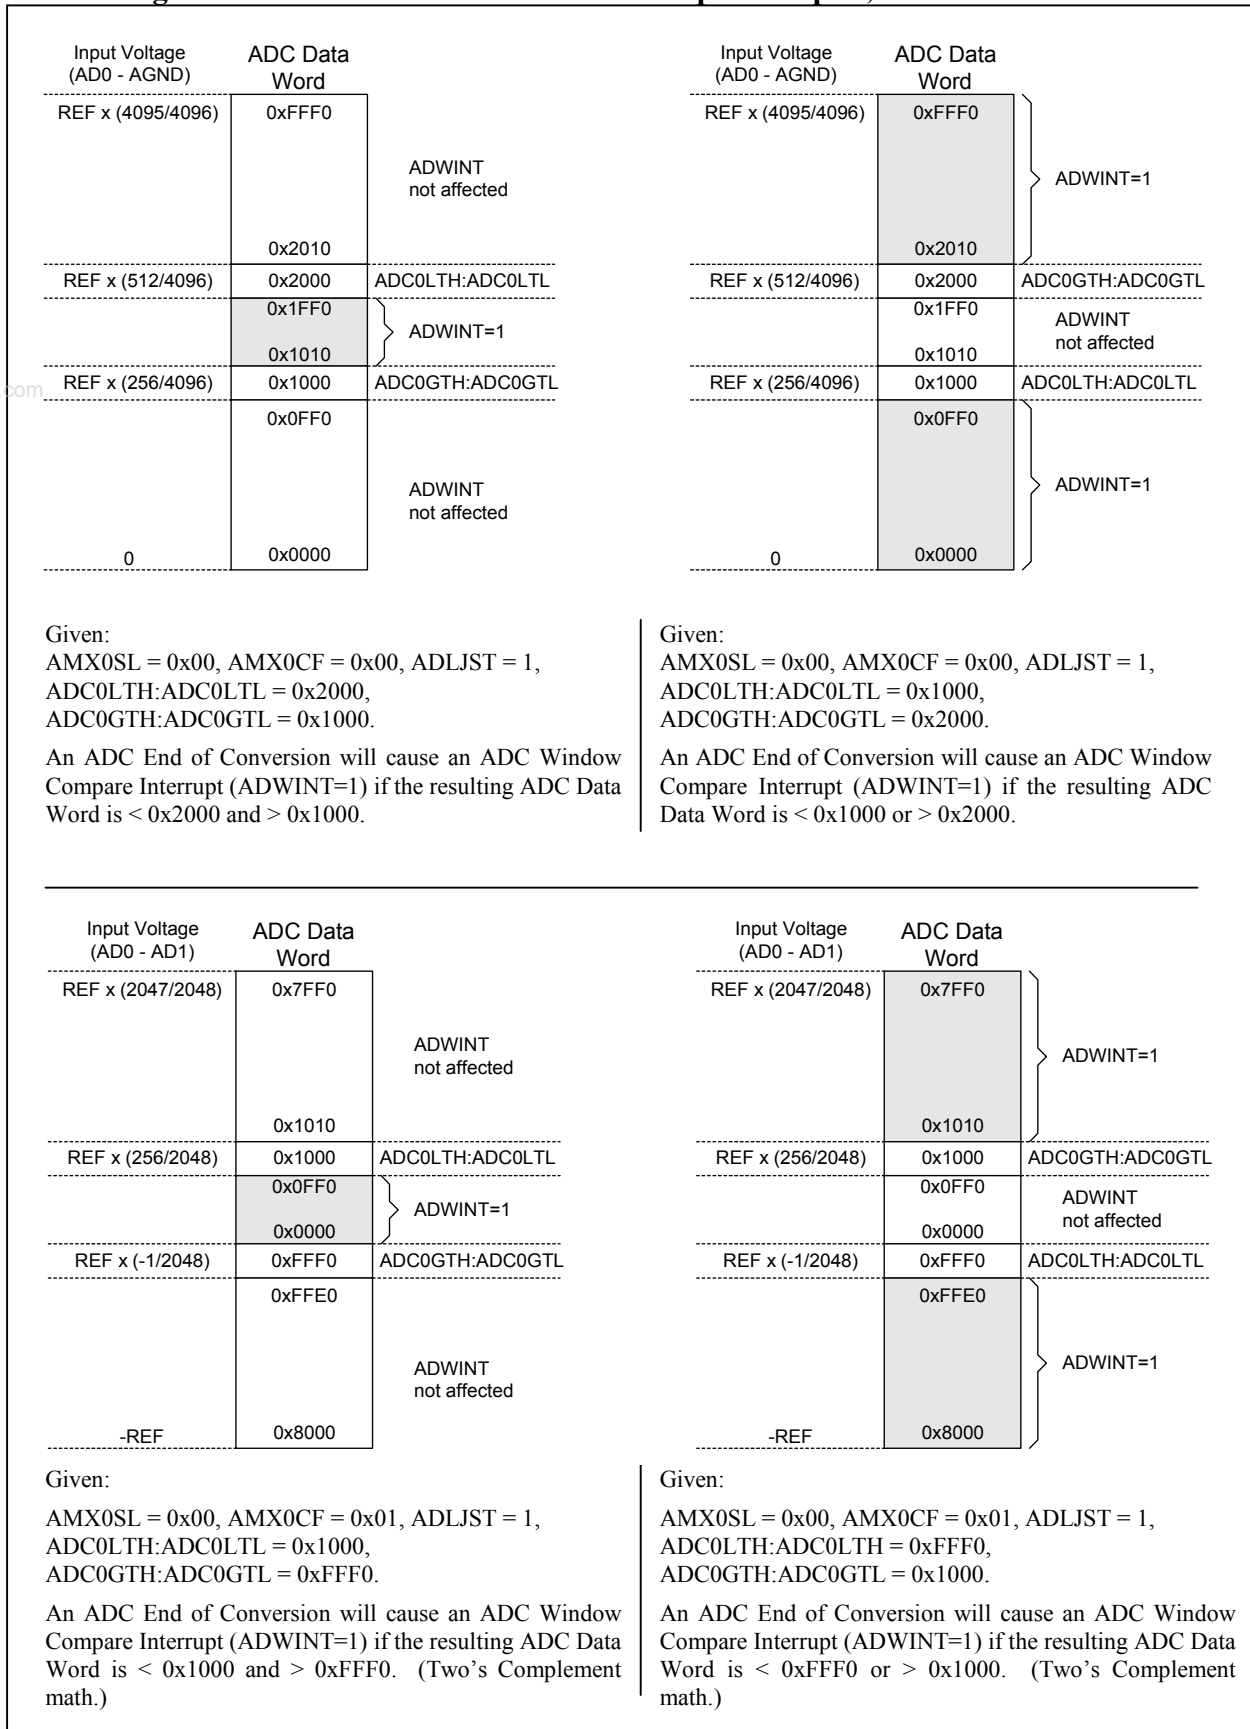 Input Voltage
(AD0 - AGND)
ADC Data
Word
REF x (4095/4096)
0xFFF0
ADWINT
not affected
0x2010
REF x (512/4096)
0x2000
ADC0LTH:ADC0LTL
0x1FF0
ADWINT=1
0x1010
REF x (256/4096)
0x1000
ADC0GTH:ADC0GTL
0x0FF0
ADWINT
not affected
0
0x0000
Input Voltage
(AD0 - AGND)
ADC Data
Word
REF x (4095/4096)
0xFFF0
ADWINT=1
0x2010
REF x (512/4096)
0x2000
ADC0GTH:ADC0GTL
0x1FF0
ADWINT
not affected
0x1010
REF x (256/4096)
0x1000
ADC0LTH:ADC0LTL
0x0FF0
ADWINT=1
0
0x0000
.com
Given:
AMX0SL = 0x00, AMX0CF = 0x00, ADLJST = 1,
ADC0LTH:ADC0LTL = 0x2000,
ADC0GTH:ADC0GTL = 0x1000.
An ADC End of Conversion will cause an ADC Window
Compare Interrupt (ADWINT=1) if the resulting ADC Data
Word is < 0x2000 and > 0x1000.
Given:
AMX0SL = 0x00, AMX0CF = 0x00, ADLJST = 1,
ADC0LTH:ADC0LTL = 0x1000,
ADC0GTH:ADC0GTL = 0x2000.
An ADC End of Conversion will cause an ADC Window
Compare Interrupt (ADWINT=1) if the resulting ADC
Data Word is < 0x1000 or > 0x2000.
Input Voltage
(AD0 - AD1)
ADC Data
Word
REF x (2047/2048)
0x7FF0
ADWINT
not affected
0x1010
REF x (256/2048)
0x1000
ADC0LTH:ADC0LTL
0x0FF0
ADWINT=1
0x0000
REF x (-1/2048)
0xFFF0
ADC0GTH:ADC0GTL
0xFFE0
ADWINT
not affected
-REF
0x8000
Input Voltage
(AD0 - AD1)
ADC Data
Word
REF x (2047/2048)
0x7FF0
ADWINT=1
0x1010
REF x (256/2048)
0x1000
ADC0GTH:ADC0GTL
0x0FF0
ADWINT
not affected
0x0000
REF x (-1/2048)
0xFFF0
ADC0LTH:ADC0LTL
0xFFE0
ADWINT=1
-REF
0x8000
Given:
AMX0SL = 0x00, AMX0CF = 0x01, ADLJST = 1,
ADC0LTH:ADC0LTL = 0x1000,
ADC0GTH:ADC0GTL = 0xFFF0.
An ADC End of Conversion will cause an ADC Window
Compare Interrupt (ADWINT=1) if the resulting ADC Data
Word is < 0x1000 and > 0xFFF0. (Two's Complement
math.)
Given:
AMX0SL = 0x00, AMX0CF = 0x01, ADLJST = 1,
ADC0LTH:ADC0LTH = 0xFFF0,
ADC0GTH:ADC0GTL = 0x1000.
An ADC End of Conversion will cause an ADC Window
Compare Interrupt (ADWINT=1) if the resulting ADC Data
Word is < 0xFFF0 or > 0x1000. (Two's Complement
math.)